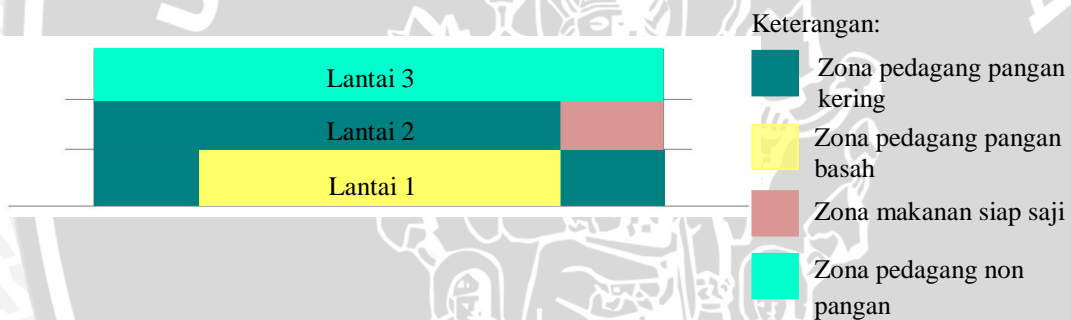 Keterangan:
Lantai 3
Lantai 2
Lantai 1
Zona pedagang pangan
kering
Zona pedagang pangan
basah
Zona makanan siap saji
Zona pedagang non
pangan